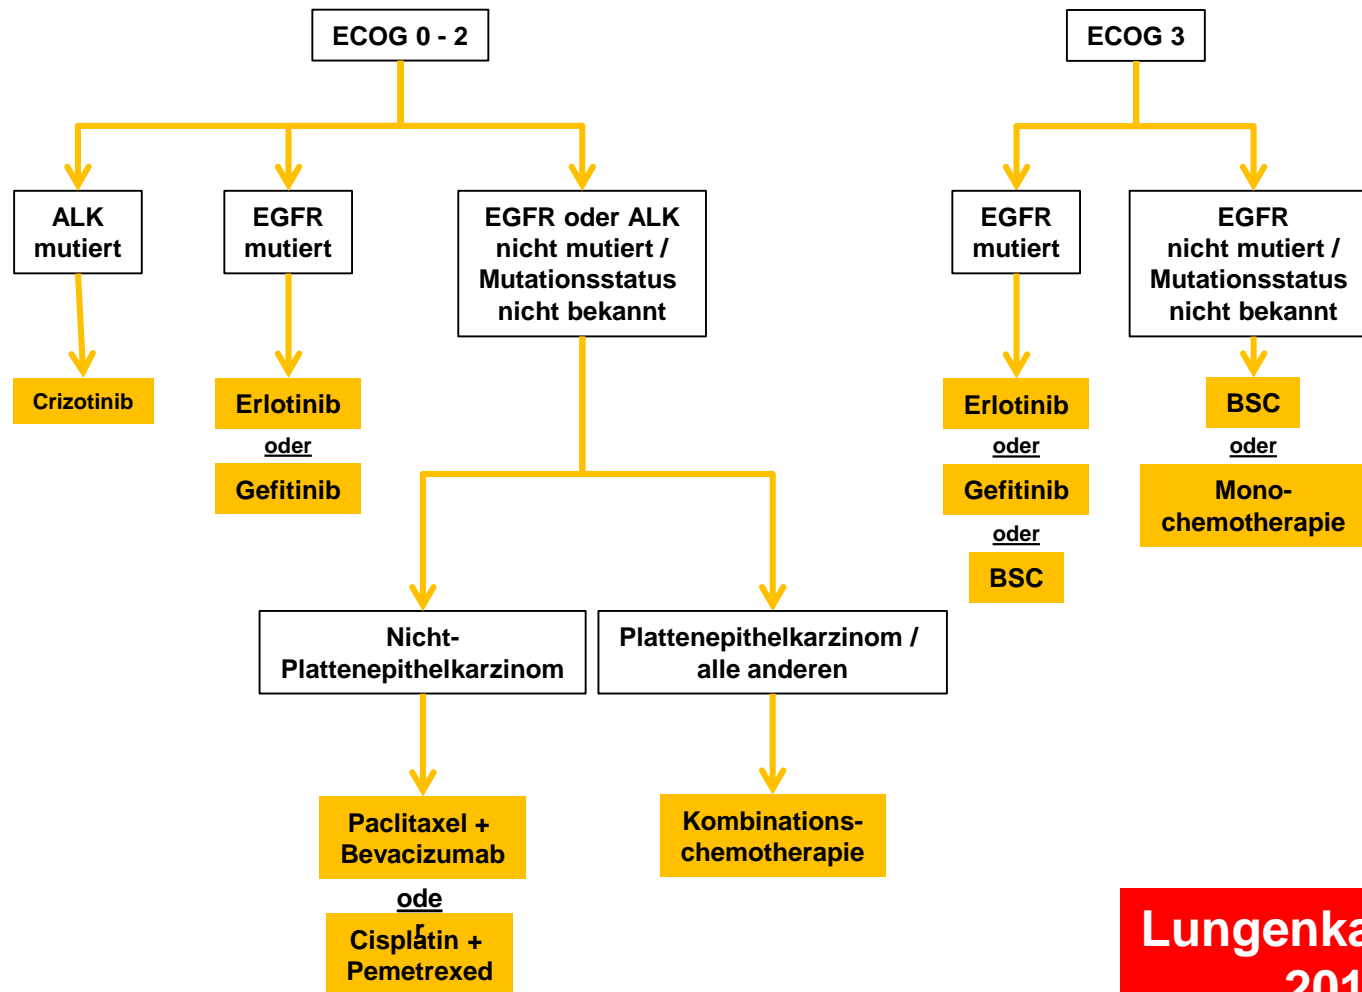 ECOG 0 - 2
ECOG 3
ALK
mutiert
EGFR
mutiert
EGFR oder ALK
nicht mutiert /
Mutationsstatus
nicht bekannt
EGFR
mutiert
EGFR
nicht mutiert /
Mutationsstatus
nicht bekannt
Crizotinib
Erlotinib
oder
Gefitinib
Erlotinib
oder
Gefitinib
oder
BSC
BSC
oder
Mono-
chemotherapie
Nicht-
Plattenepithelkarzinom
Plattenepithelkarzinom /
alle anderen
Paclitaxel +
Bevacizumab
ode
r
Cisplatin +
Pemetrexed
Kombinations-
chemotherapie
Lungenka
201